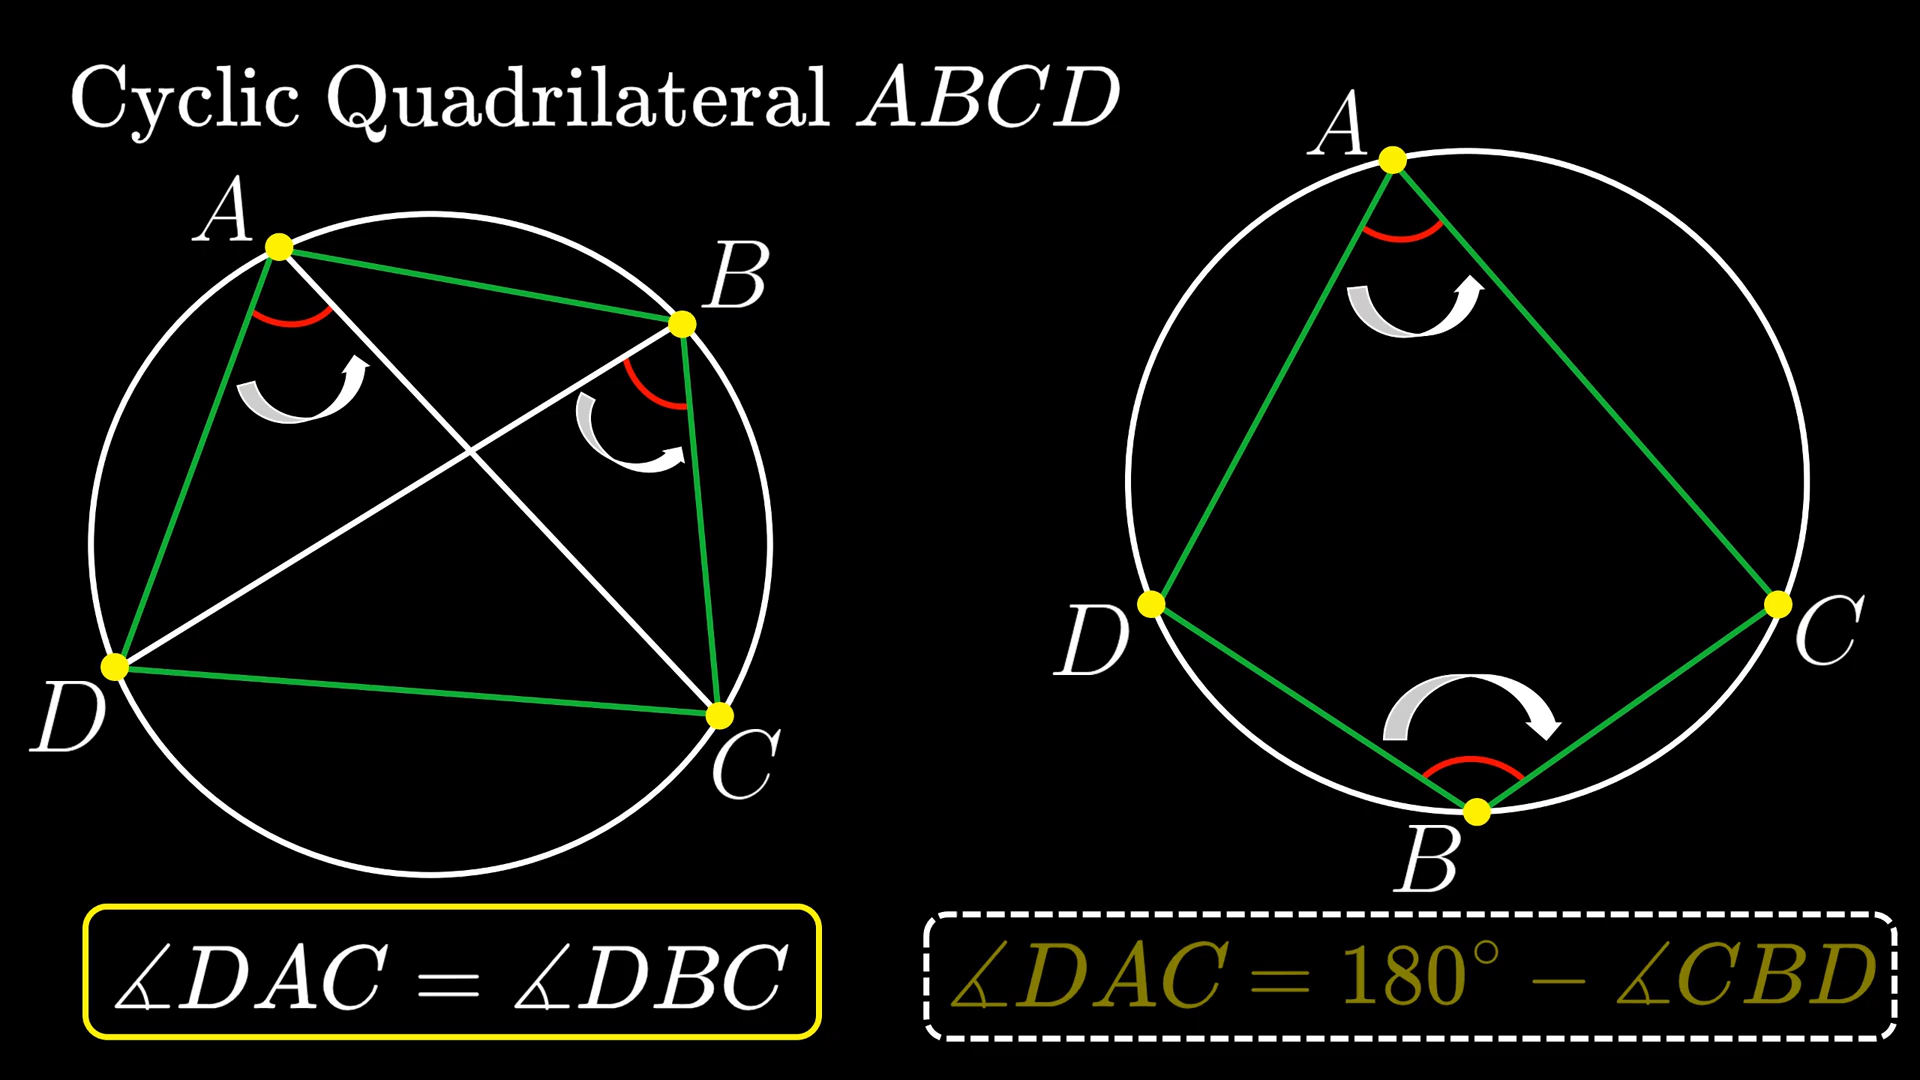 Cyclic Quadrilateral ABCD
A
B
D
C
A
D
C
B
∡DAC = ∡DBC
∡DAC = 180° − ∡CBD